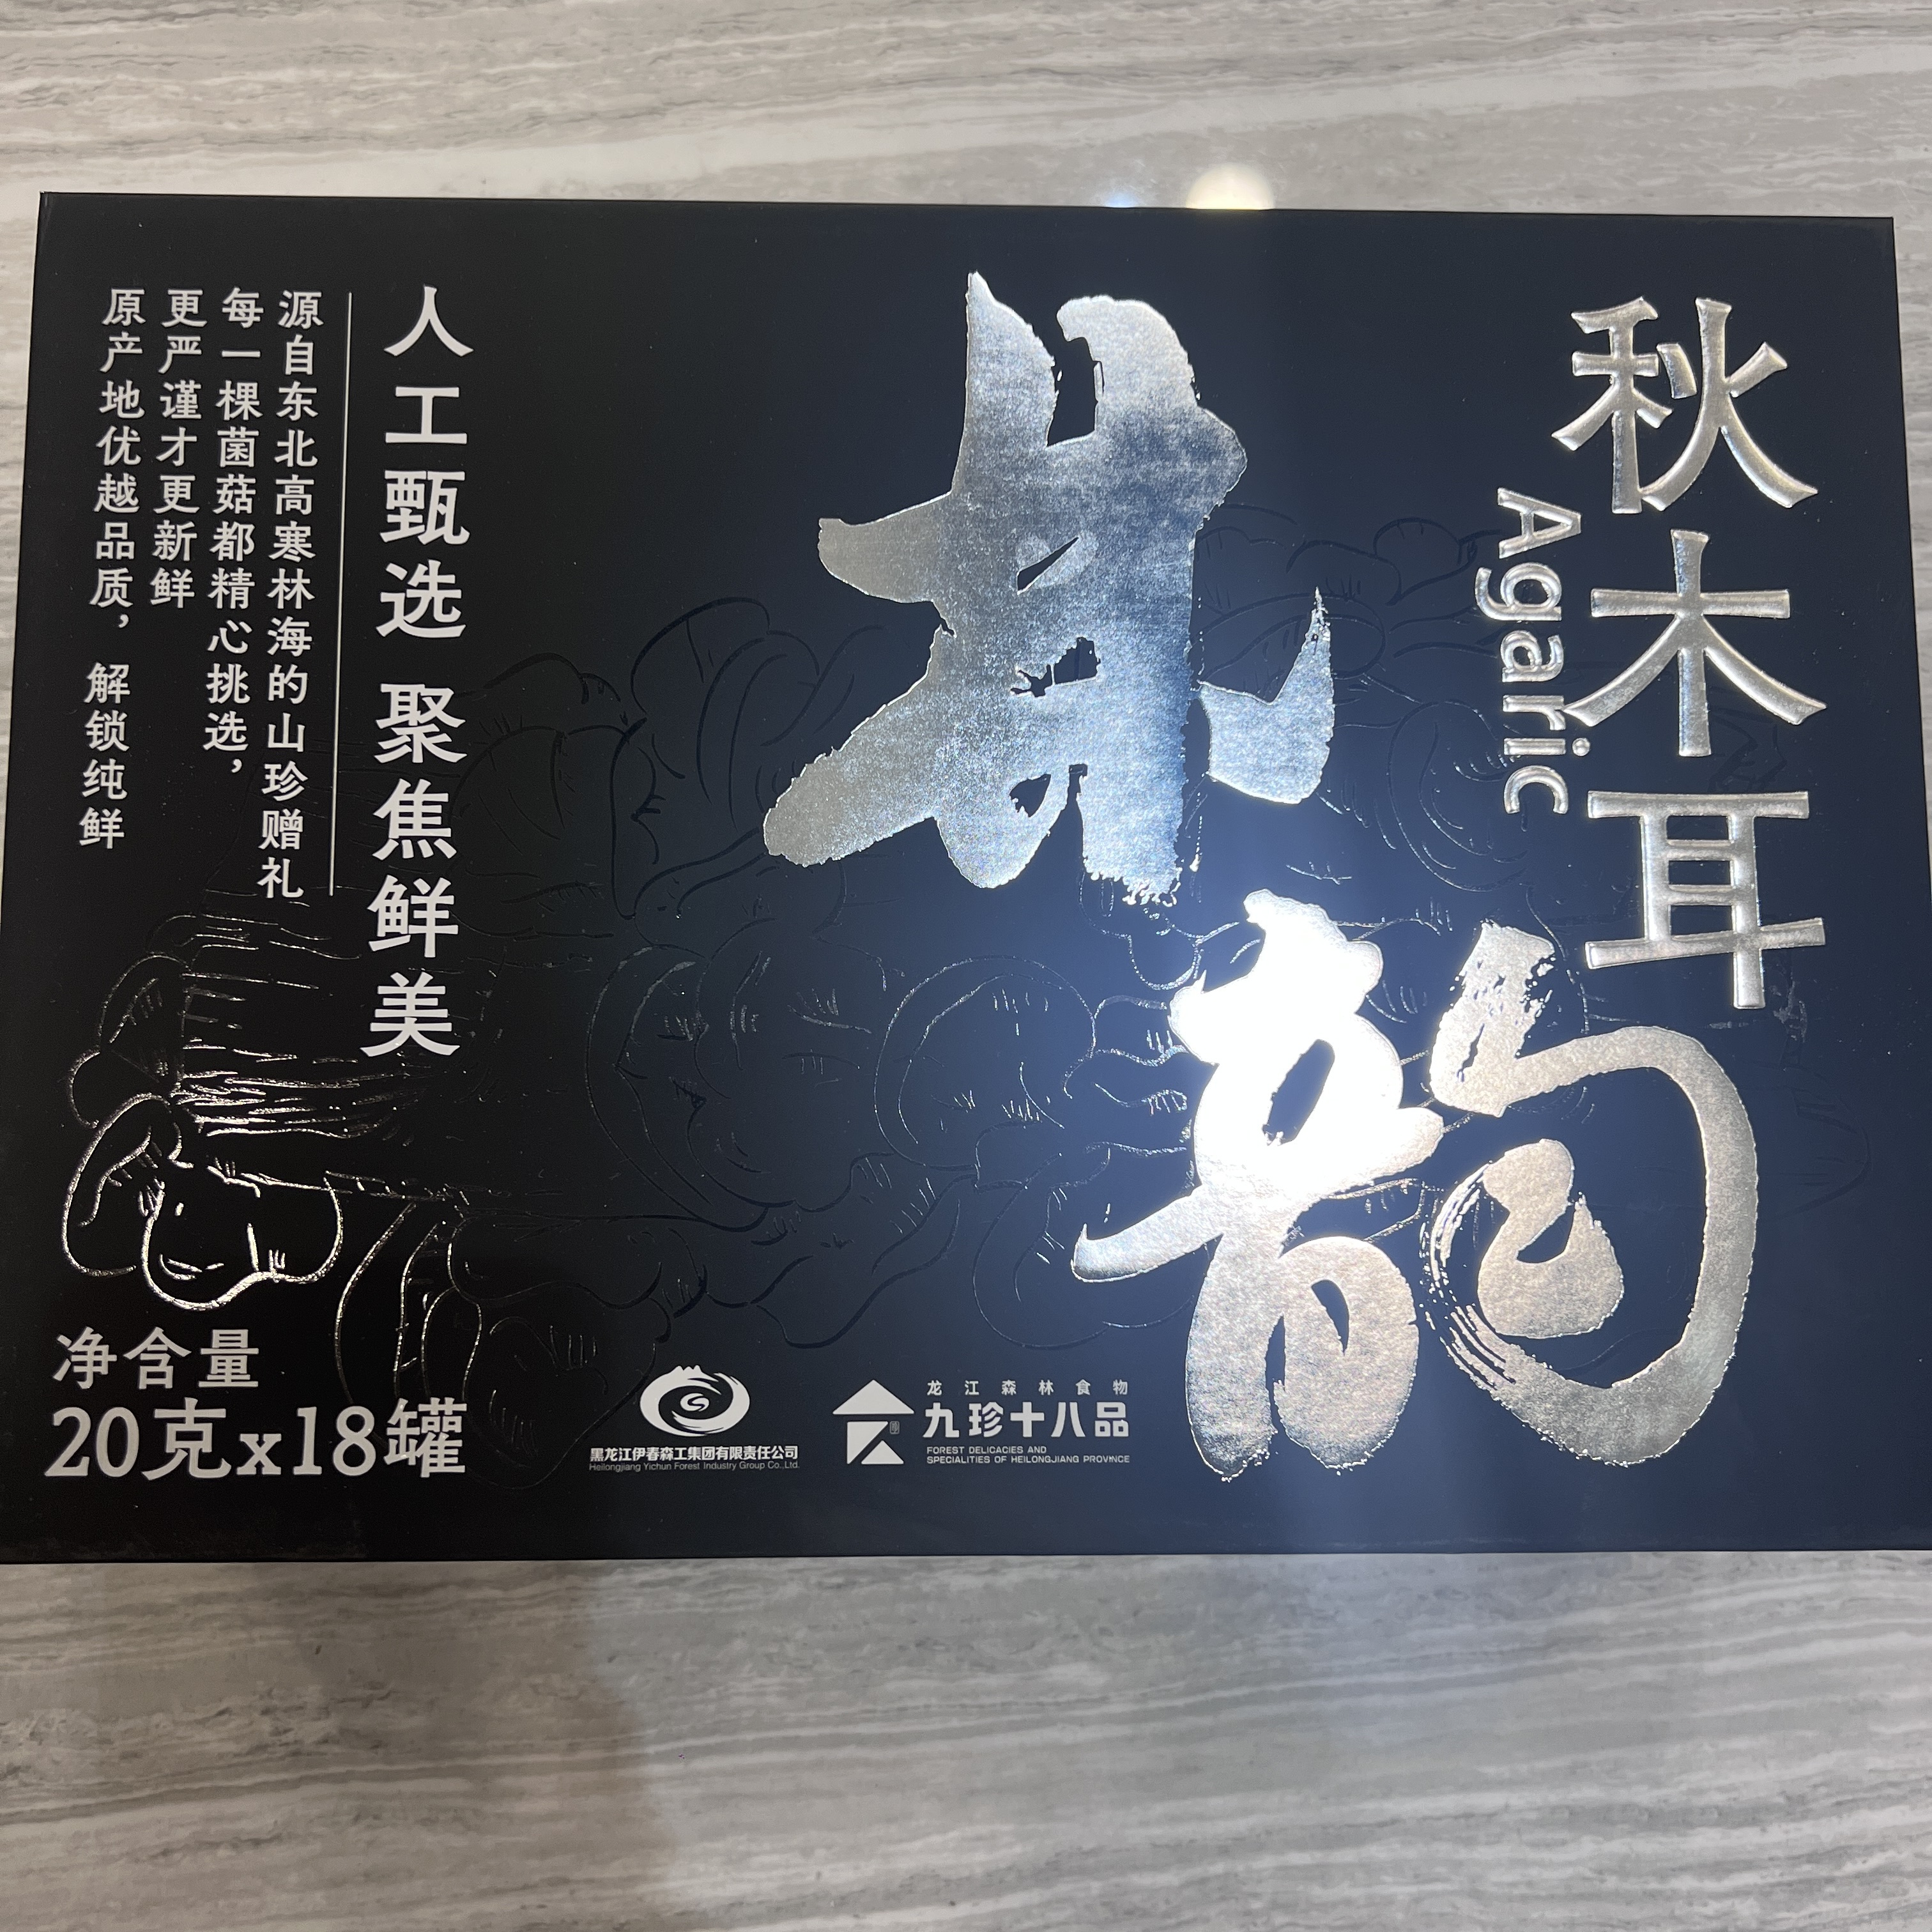 秋木耳
Agaric
林韵
人工甄选 聚焦鲜美
源自东北高寒林海的山珍赠礼
每一棵菌菇都精心挑选，
更严谨才更新鲜
原产地优越品质，解锁纯鲜
净含量
20克x18罐
黑龙江伊春森工集团有限责任公司
Heilongjiang Yichun Forest Industry Group Co.,Ltd.
龙江森林食物
九珍十八品
FOREST DELICACIES AND
SPECIALITIES OF HEILONGJIANG PROVINCE